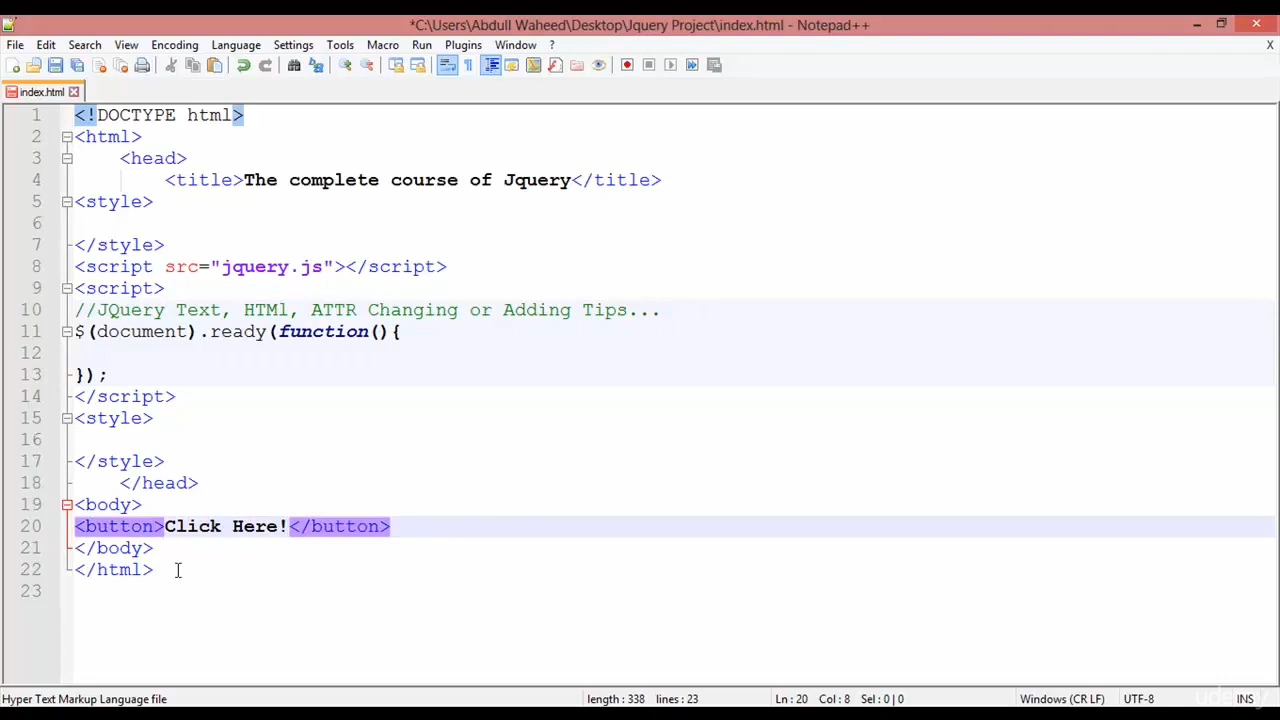 *C:\Users\Abdull Waheed\Desktop\Jquery Project\index.html - Notepad++
File Edit Search View Encoding Language Settings Tools Macro Run Plugins Window ? X
index.html
1 <!DOCTYPE html>
2 <html>
3 <head>
4 <title>The complete course of Jquery</title>
5 <style>
6
7 </style>
8 <script src="jquery.js"></script>
9 <script>
10 //JQuery Text, HTMl, ATTR Changing or Adding Tips...
11 $(document).ready(function(){
12
13 });
14 </script>
15 <style>
16
17 </style>
18 </head>
19 <body>
20 <button>Click Here!</button>
21 </body>
22 </html>
23
Hyper Text Markup Language file length : 338 lines : 23 Ln : 20 Col : 8 Sel : 0 | 0 Windows (CR LF) UTF-8 INS
udemy